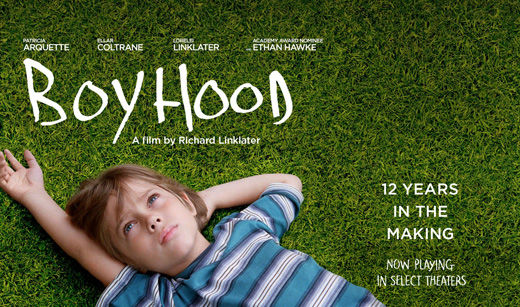 PATRICIA ARQUETTE
ELLAR COLTRANE
LORELEI LINKLATER
ACADEMY AWARD NOMINEE AND ETHAN HAWKE
BOYHOOD
A film by Richard Linklater
12 YEARS
IN THE
MAKING
NOW PLAYING
IN SELECT THEATERS